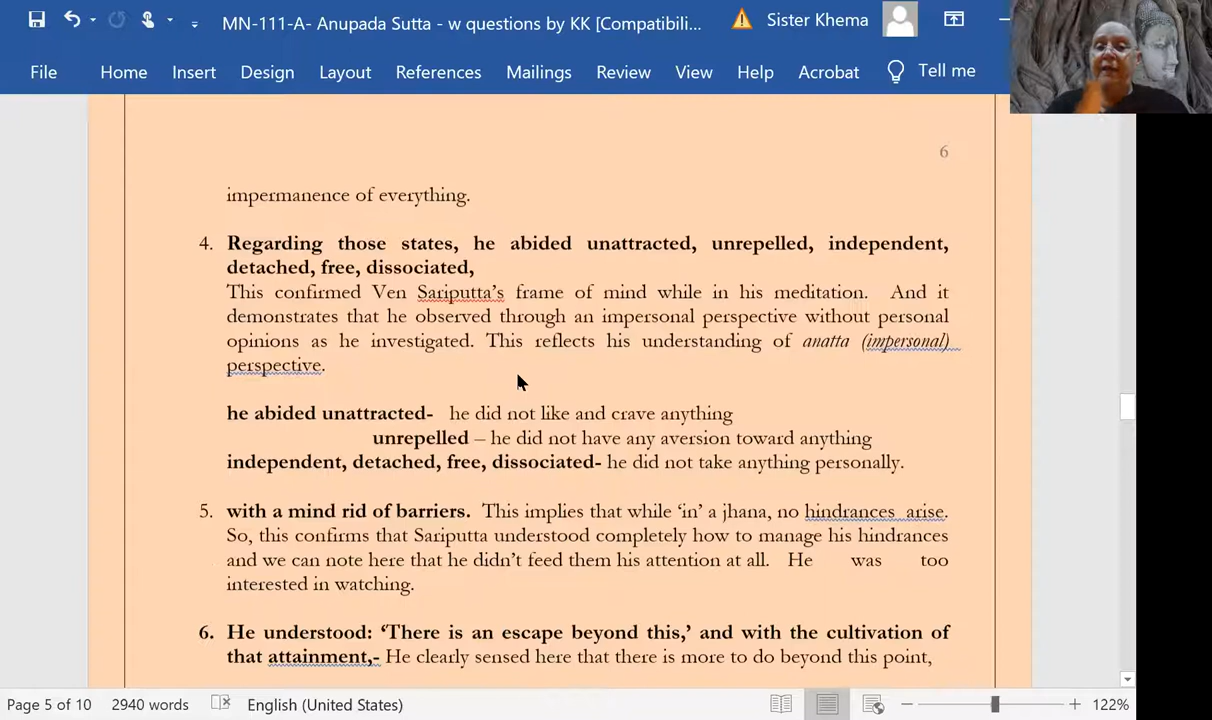 MN-111-A- Anupada Sutta - w questions by KK [Compatibili...
Sister Khema
File Home Insert Design Layout References Mailings Review View Help Acrobat Tell me
6
impermanence of everything.
4. Regarding those states, he abided unattracted, unrepelled, independent,
detached, free, dissociated,
This confirmed Ven Sariputta’s frame of mind while in his meditation. And it
demonstrates that he observed through an impersonal perspective without personal
opinions as he investigated. This reflects his understanding of anatta (impersonal)
perspective.
he abided unattracted- he did not like and crave anything
unrepelled – he did not have any aversion toward anything
independent, detached, free, dissociated- he did not take anything personally.
5. with a mind rid of barriers. This implies that while ‘in’ a jhana, no hindrances arise.
So, this confirms that Sariputta understood completely how to manage his hindrances
and we can note here that he didn’t feed them his attention at all. He was too
interested in watching.
6. He understood: ‘There is an escape beyond this,’ and with the cultivation of
that attainment,- He clearly sensed here that there is more to do beyond this point,
Page 5 of 10 2940 words English (United States) 122%